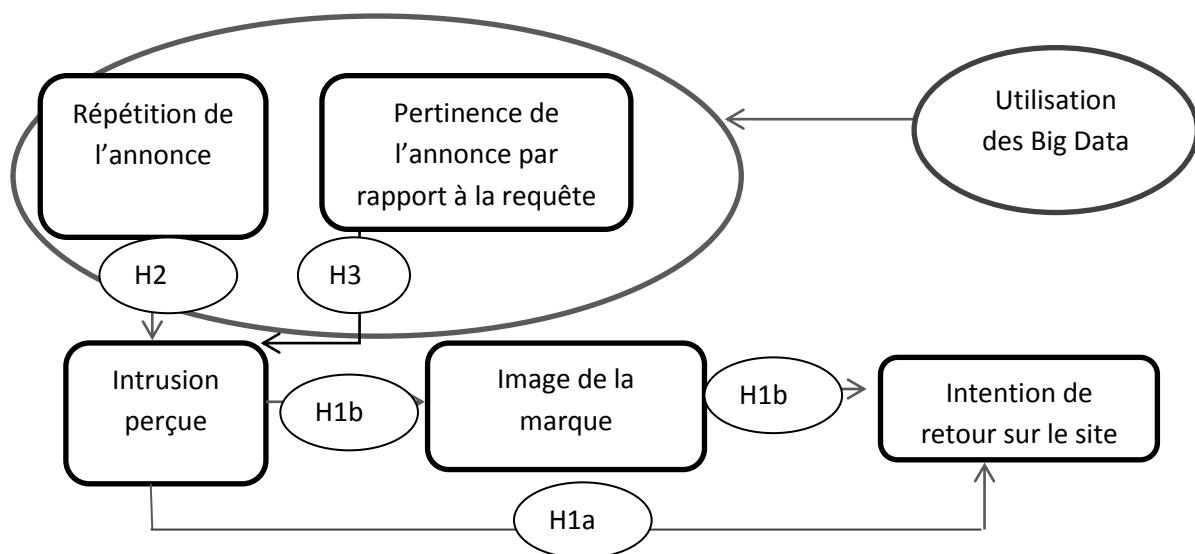 Répétition de
l’annonce
Pertinence de
l’annonce par
rapport à la requête
Utilisation
des Big Data
H2
H3
Intrusion
perçue
H1b
Image de la
marque
H1b
Intention de
retour sur le site
H1a